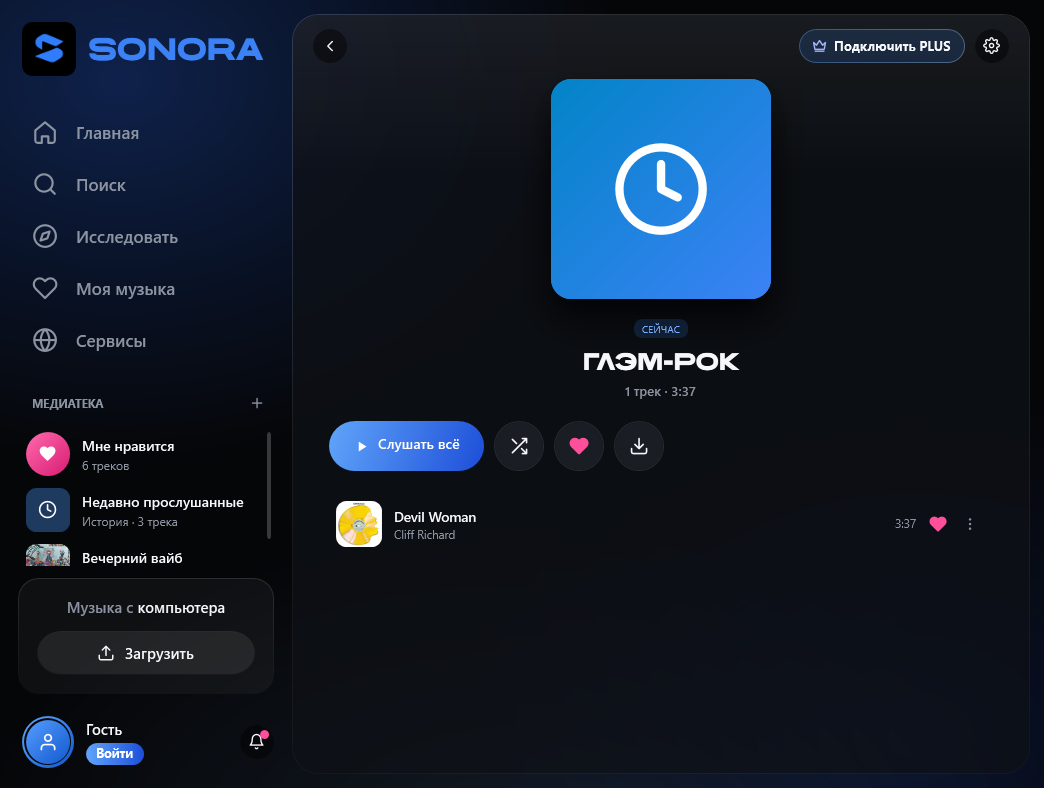 SONORA
Подключить PLUS
Главная
Поиск
Исследовать
Моя музыка
Сервисы
МЕДИАТЕКА
Мне нравится
6 треков
Недавно прослушанные
История · 3 трека
Вечерний вайб
Музыка с компьютера
Загрузить
Гость
Войти
СЕЙЧАС
ГЛЭМ-РОК
1 трек · 3:37
Слушать всё
Devil Woman
Cliff Richard
3:37